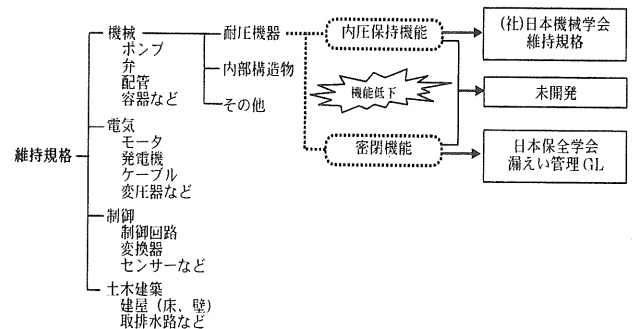 維持規格
機械
ポンプ
弁
配管
容器など
電気
モータ
発電機
ケーブル
変圧器など
制御
制御回路
変換器
センサーなど
土木建築
建屋（床、壁）
取排水路など
耐圧機器
内部構造物
その他
内圧保持機能
機能低下
密閉機能
(社)日本機械学会
維持規格
未開発
日本保全学会
漏えい管理GL